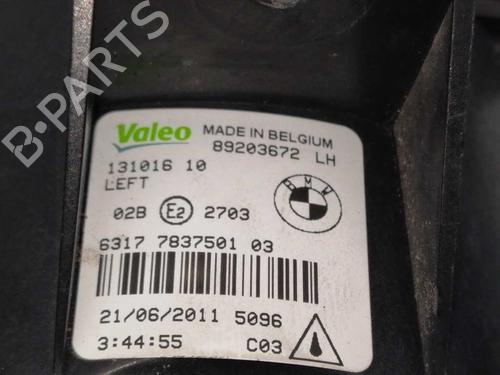 Valeo MADE IN BELGIUM
89203672 LH
131016 10
LEFT
BMW
02B E2 2703
6317 7837501 03
21/06/2011 5096
3:44:55 C03
B-PARTS